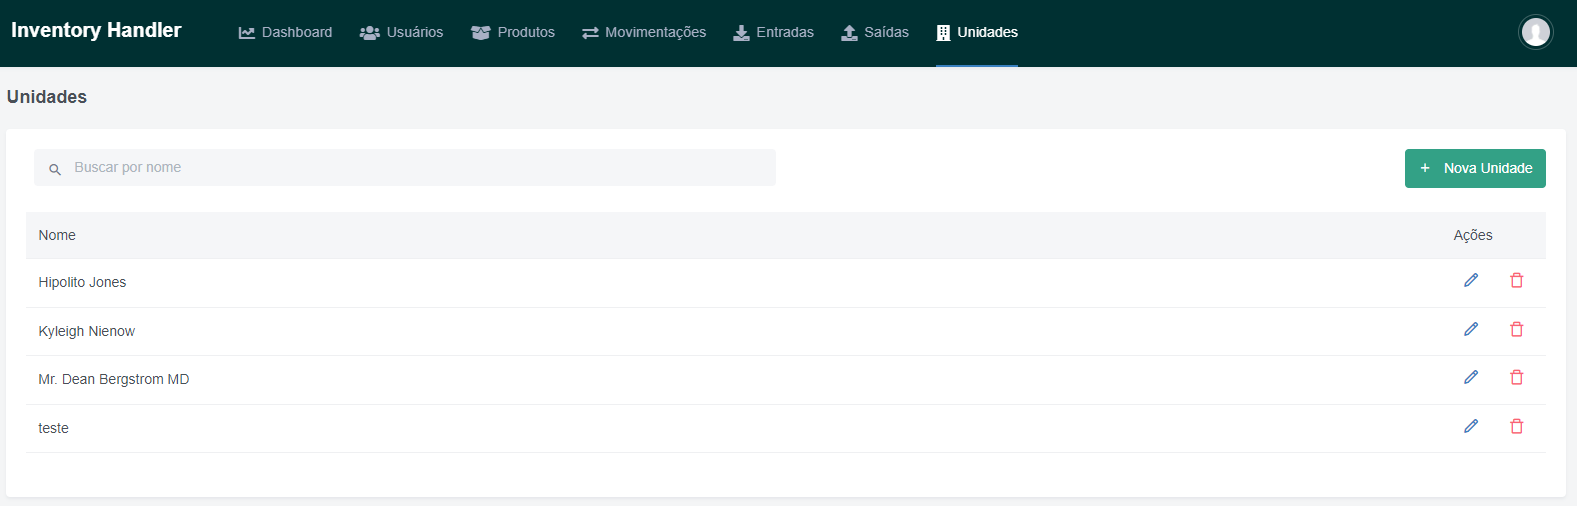 Inventory Handler Dashboard Usuários Produtos Movimentações Entradas Saídas Unidades
Unidades
Buscar por nome + Nova Unidade
Nome Ações
Hipolito Jones
Kyleigh Nienow
Mr. Dean Bergstrom MD
teste